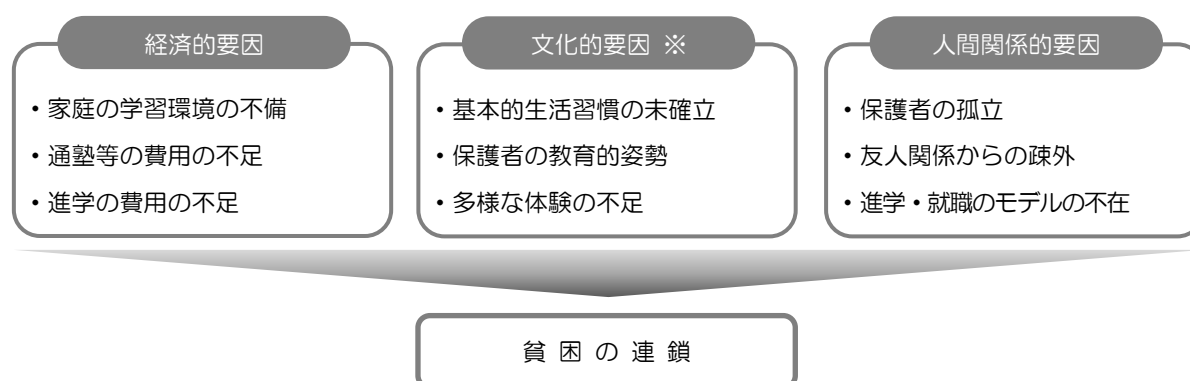 経済的要因
・家庭の学習環境の不備
・通塾等の費用の不足
・進学の費用の不足
文化的要因 ※
・基本的生活習慣の未確立
・保護者の教育的姿勢
・多様な体験の不足
人間関係的要因
・保護者の孤立
・友人関係からの疎外
・進学・就職のモデルの不在
貧困の連鎖